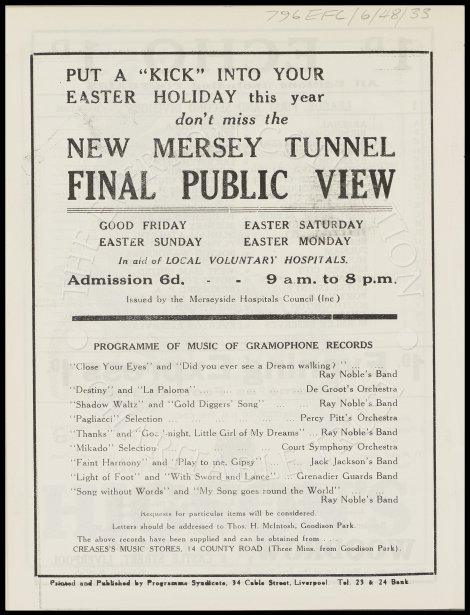 796EFC/6/48/33
PUT A "KICK" INTO YOUR
EASTER HOLIDAY this year
don't miss the
NEW MERSEY TUNNEL
FINAL PUBLIC VIEW
GOOD FRIDAY EASTER SATURDAY
EASTER SUNDAY EASTER MONDAY
In aid of LOCAL VOLUNTARY HOSPITALS.
Admission 6d. - - 9 a.m. to 8 p.m.
Issued by the Merseyside Hospitals Council (Inc)
PROGRAMME OF MUSIC OF GRAMOPHONE RECORDS
"Close Your Eyes" and "Did you ever see a Dream walking?" ...
Ray Noble's Band
"Destiny" and "La Paloma" ... ... ... De Groot's Orchestra
"Shadow Waltz" and "Gold Diggers' Song" ... ... Ray Noble's Band
"Pagliacci" Selection ... ... ... Percy Pitt's Orchestra
"Thanks" and "Good-night, Little Girl of My Dreams" ... Ray Noble's Band
"Mikado" Selection ... ... Court Symphony Orchestra
"Faint Harmony" and "Play to me, Gipsy" ... Jack Jackson's Band
"Light of Foot" and "With Sword and Lance" ... Grenadier Guards Band
"Song without Words" and "My Song goes round the World" ... ...
Ray Noble's Band
Requests for particular items will be considered.
Letters should be addressed to Thos. H. McIntosh, Goodison Park.
The above records have been supplied and can be obtained from . . .
CREASES'S MUSIC STORES, 14 COUNTY ROAD (Three Mins. from Goodison Park).
Printed and Published by Programme Syndicate, 34 Cable Street, Liverpool Tel. 23 & 24 Bank